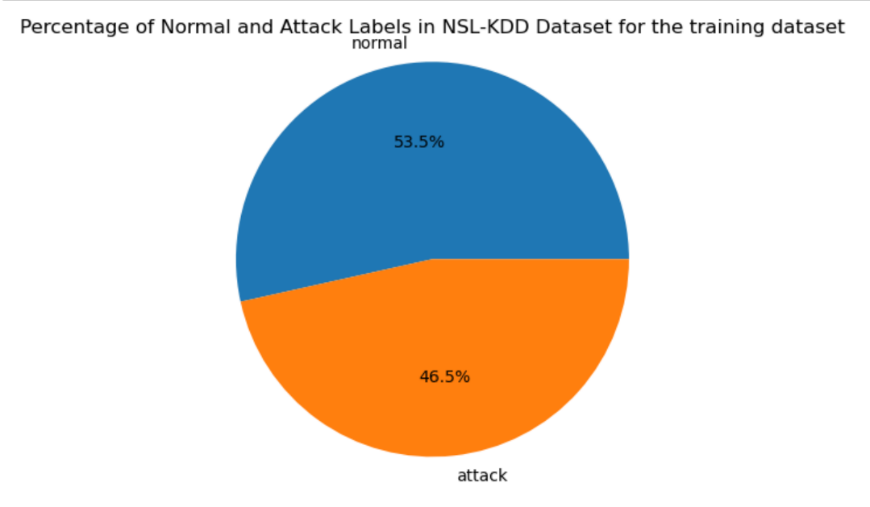 Percentage of Normal and Attack Labels in NSL-KDD Dataset for the training dataset
normal
53.5%
46.5%
attack